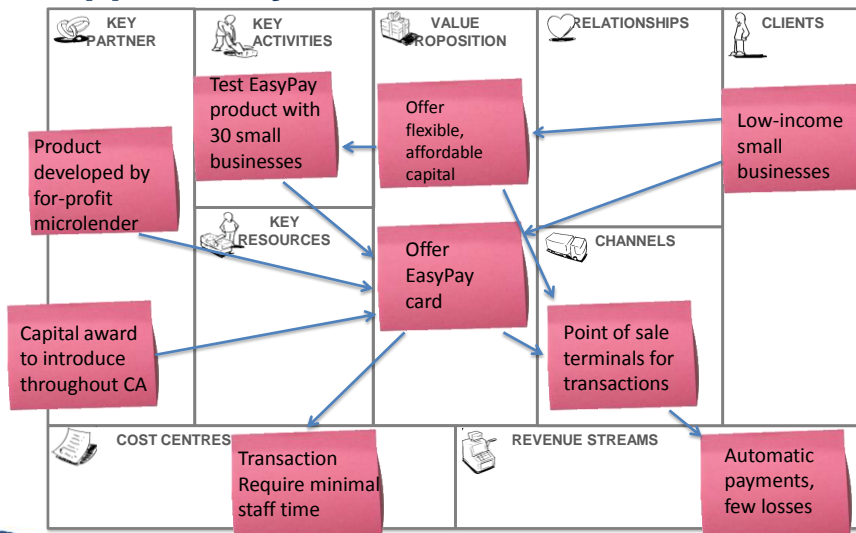 KEY
PARTNER
KEY
ACTIVITIES
VALUE
PROPOSITION
RELATIONSHIPS
CLIENTS
Test EasyPay
product with
30 small
businesses
Offer
flexible,
affordable
capital
Low-income
small
businesses
Product
developed by
for-profit
microlender
KEY
RESOURCES
CHANNELS
Offer
EasyPay
card
Capital award
to introduce
throughout CA
Point of sale
terminals for
transactions
COST CENTRES
REVENUE STREAMS
Transaction
Require minimal
staff time
Automatic
payments,
few losses